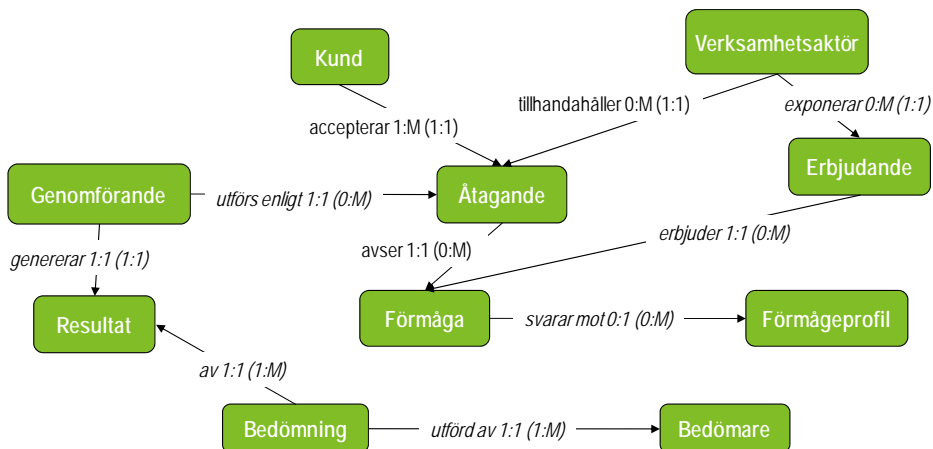 Verksamhetsaktör
Kund
tillhandahåller 0:M (1:1)
exponerar 0:M (1:1)
accepterar 1:M (1:1)
Erbjudande
Genomförande
utförs enligt 1:1 (0:M)
Åtagande
erbjuder 1:1 (0:M)
avser 1:1 (0:M)
genererar 1:1 (1:1)
Resultat
Förmåga
svarar mot 0:1 (0:M)
Förmågeprofil
av 1:1 (1:M)
Bedömning
utförd av 1:1 (1:M)
Bedömare